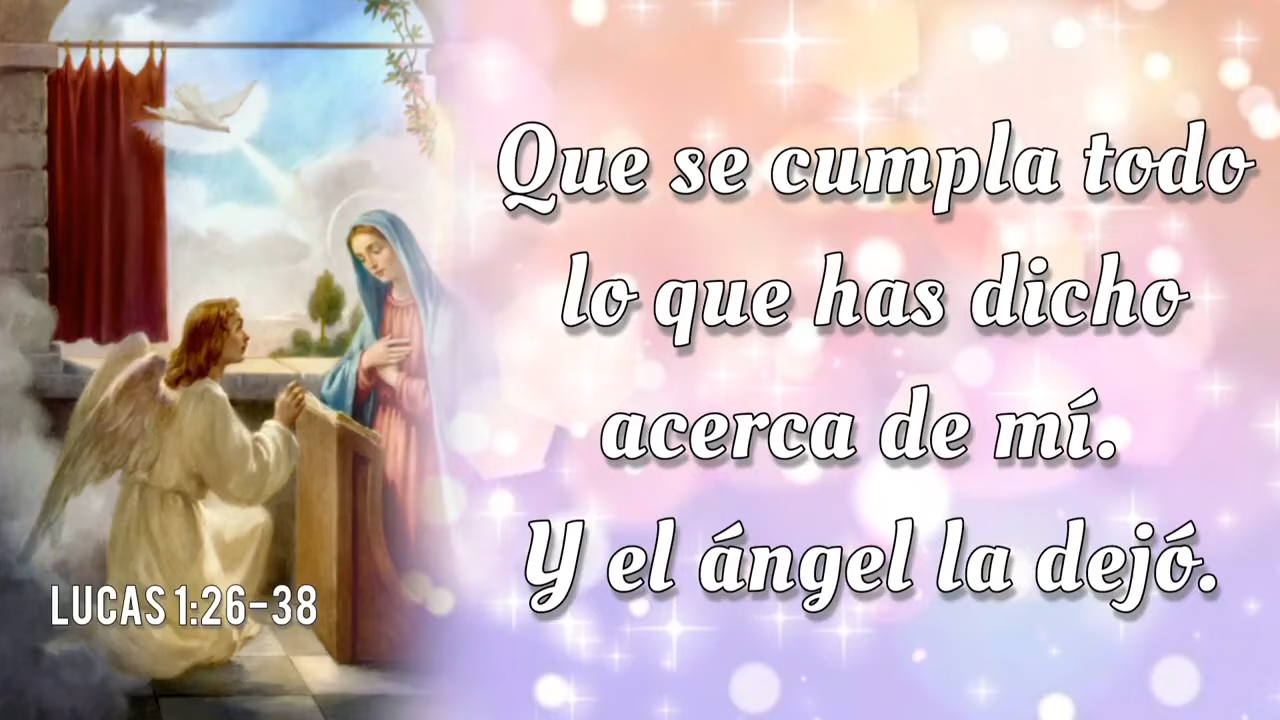 Que se cumpla todo
lo que has dicho
acerca de mí.
Y el ángel la dejó.
LUCAS 1:26-38